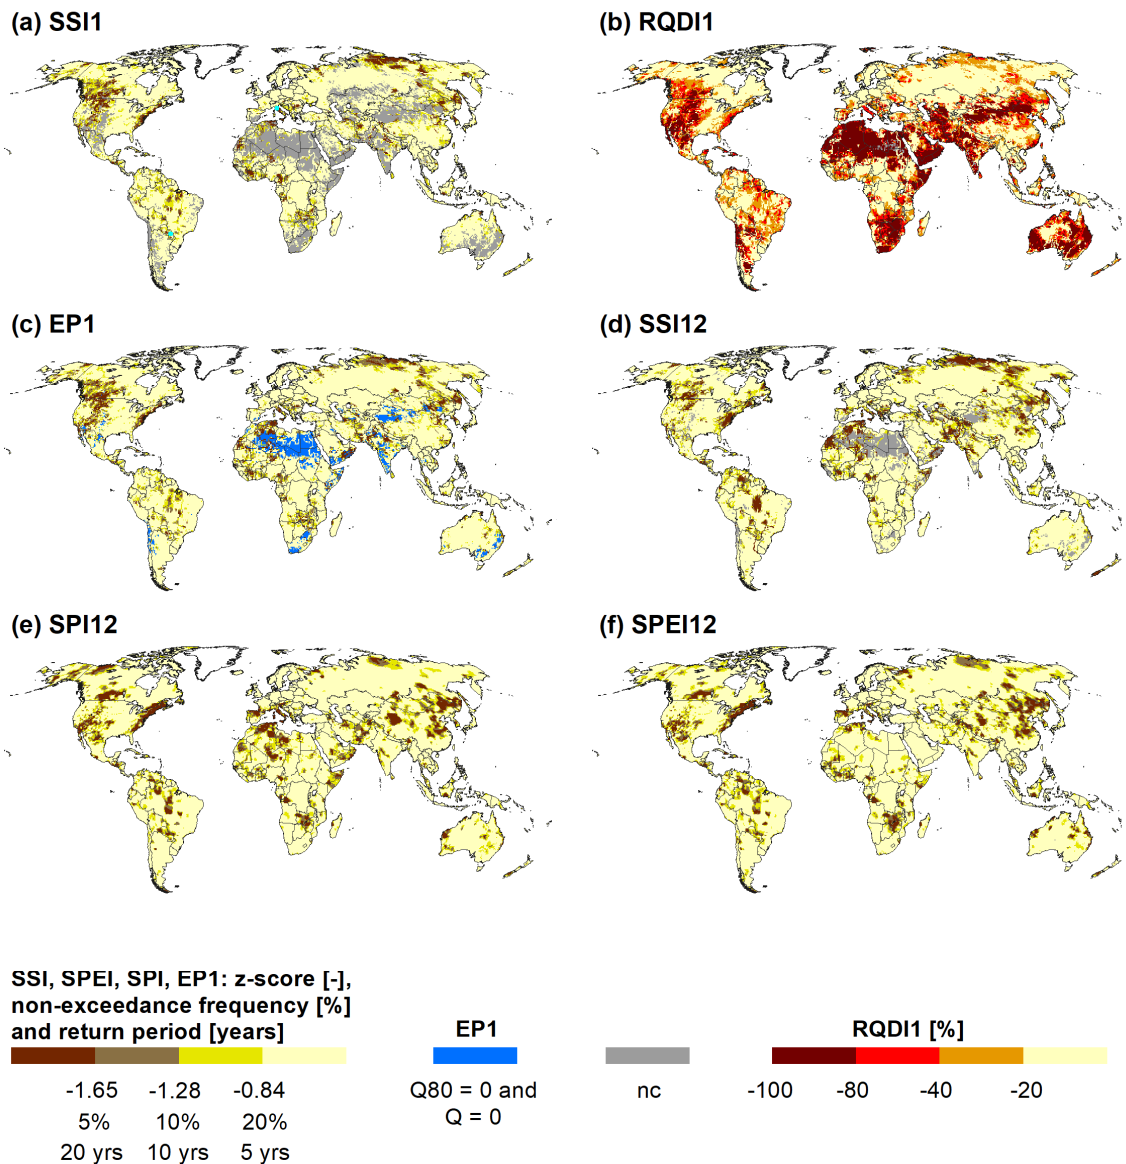 (a) SSI1
(b) RQDI1
(c) EP1
(d) SSI12
(e) SPI12
(f) SPEI12
SSI, SPEI, SPI, EP1: z-score [-],
non-exceedance frequency [%]
and return period [years]
-1.65 -1.28 -0.84
5% 10% 20%
20 yrs 10 yrs 5 yrs
EP1
Q80 = 0 and
Q = 0
nc
RQDI1 [%]
-100 -80 -40 -20